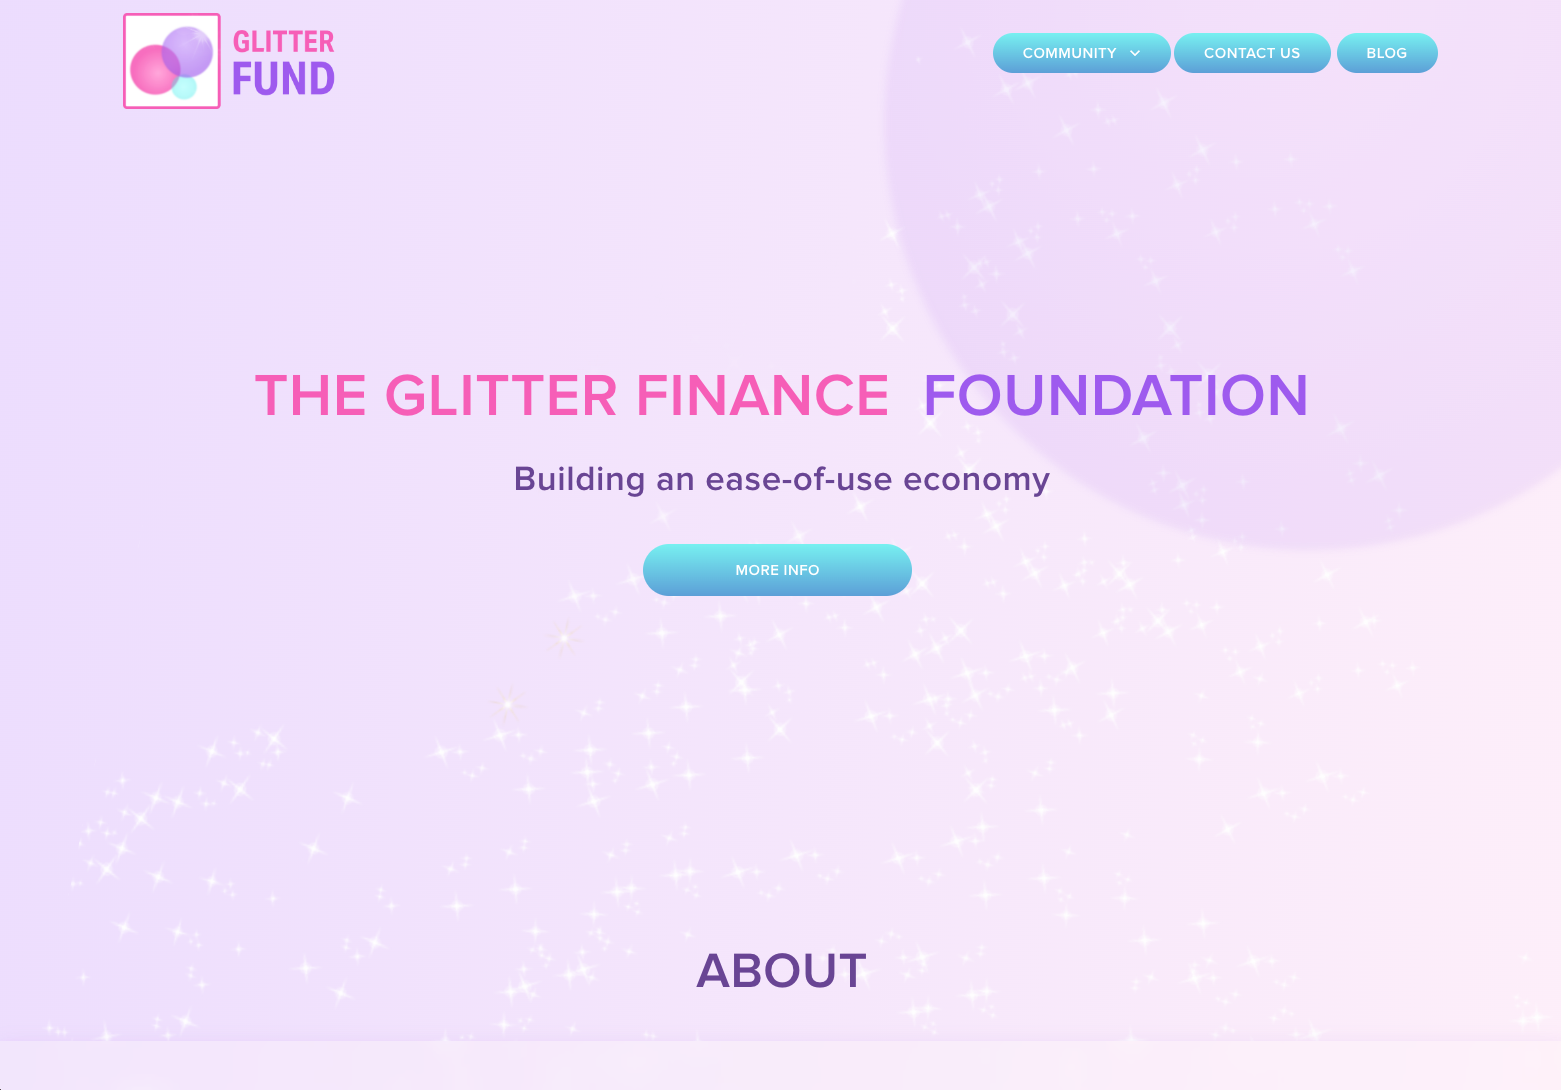 GLITTER
FUND
COMMUNITY
CONTACT US
BLOG
THE GLITTER FINANCE FOUNDATION
Building an ease-of-use economy
MORE INFO
ABOUT